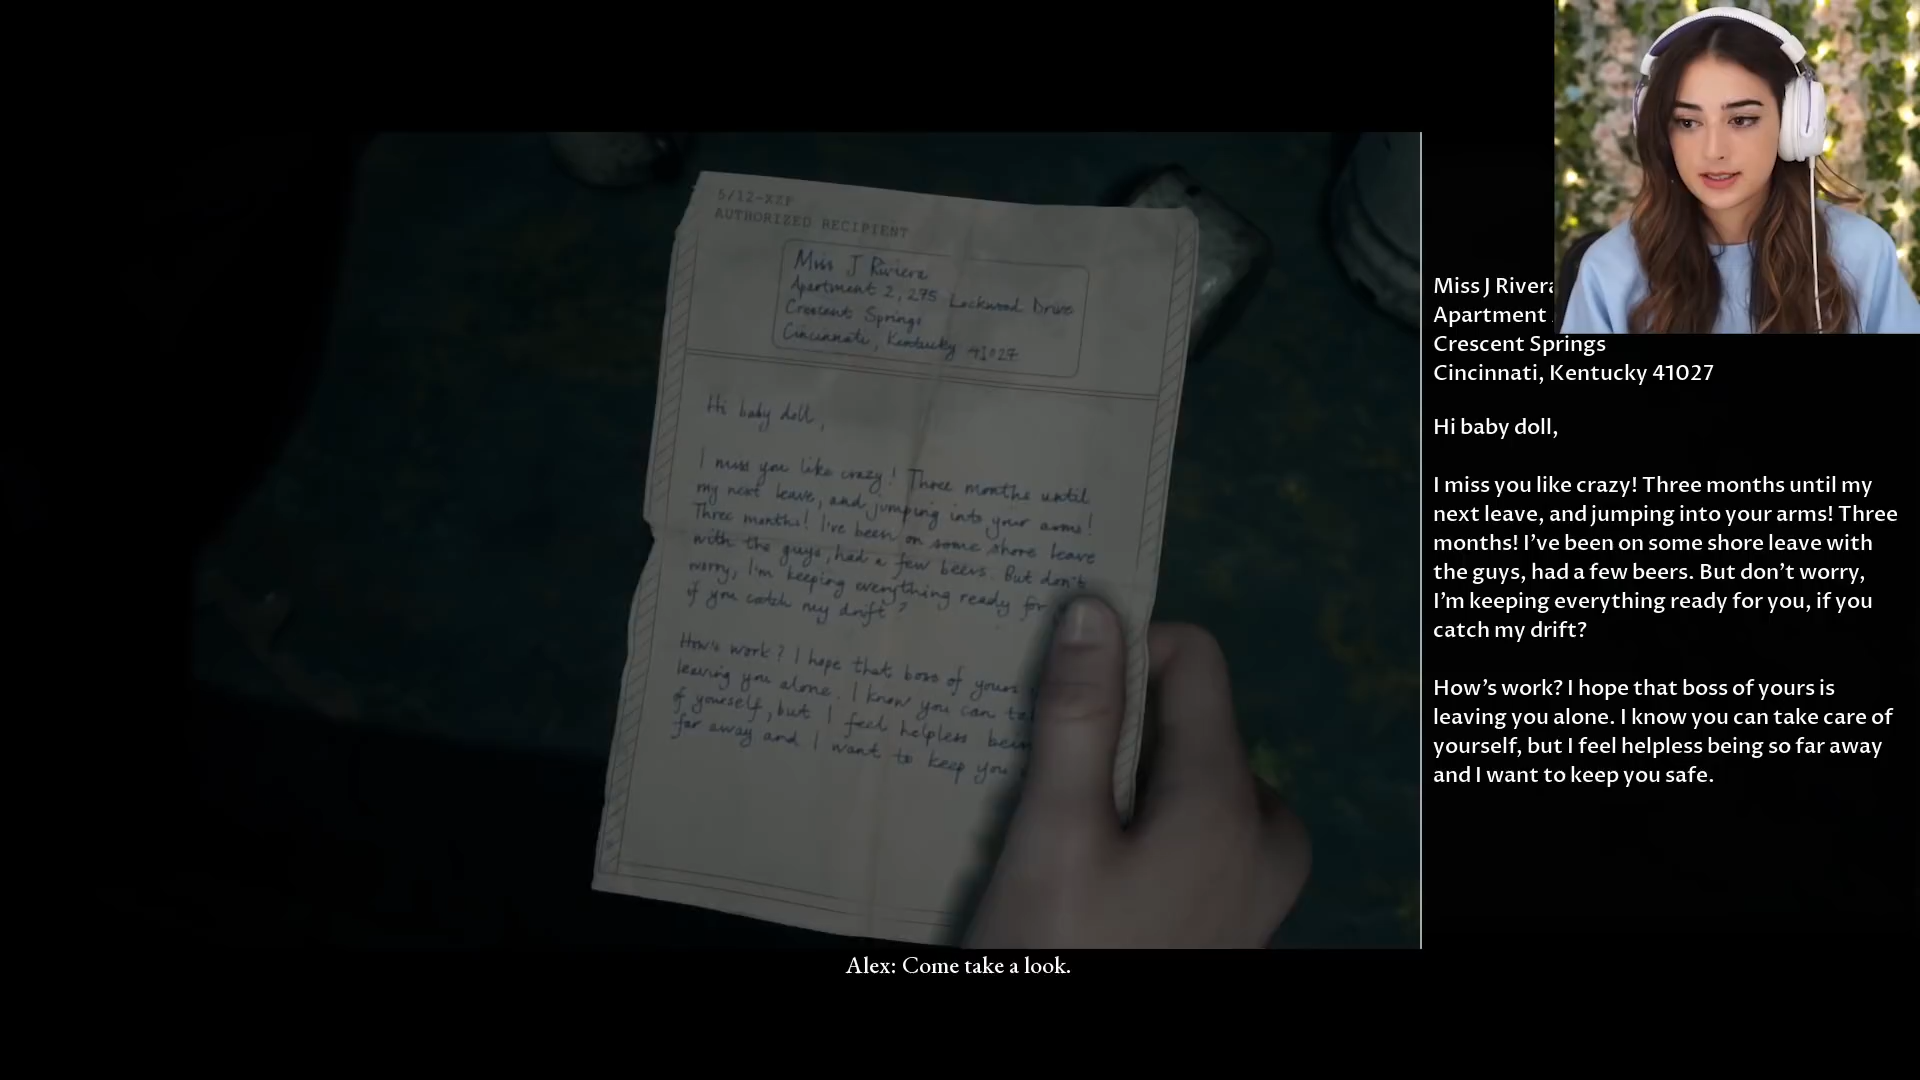 5/12-XZF
AUTHORIZED RECIPIENT
Miss J Riviera
Apartment 2, 275 Lockwood Drive
Crescent Springs
Cincinnati, Kentucky 41027
Hi baby doll,
I miss you like crazy! Three months until
my next leave, and jumping into your arms!
Three months! I've been on some shore leave
with the guys, had a few beers. But don't
worry, I'm keeping everything ready for
if you catch my drift?
How's work? I hope that boss of yours
leaving you alone. I know you can
of yourself, but I feel helpless
far away and I want to keep you
Miss J Rivera
Apartment
Crescent Springs
Cincinnati, Kentucky 41027
Hi baby doll,
I miss you like crazy! Three months until my
next leave, and jumping into your arms! Three
months! I've been on some shore leave with
the guys, had a few beers. But don't worry,
I'm keeping everything ready for you, if you
catch my drift?
How's work? I hope that boss of yours is
leaving you alone. I know you can take care of
yourself, but I feel helpless being so far away
and I want to keep you safe.
Alex: Come take a look.